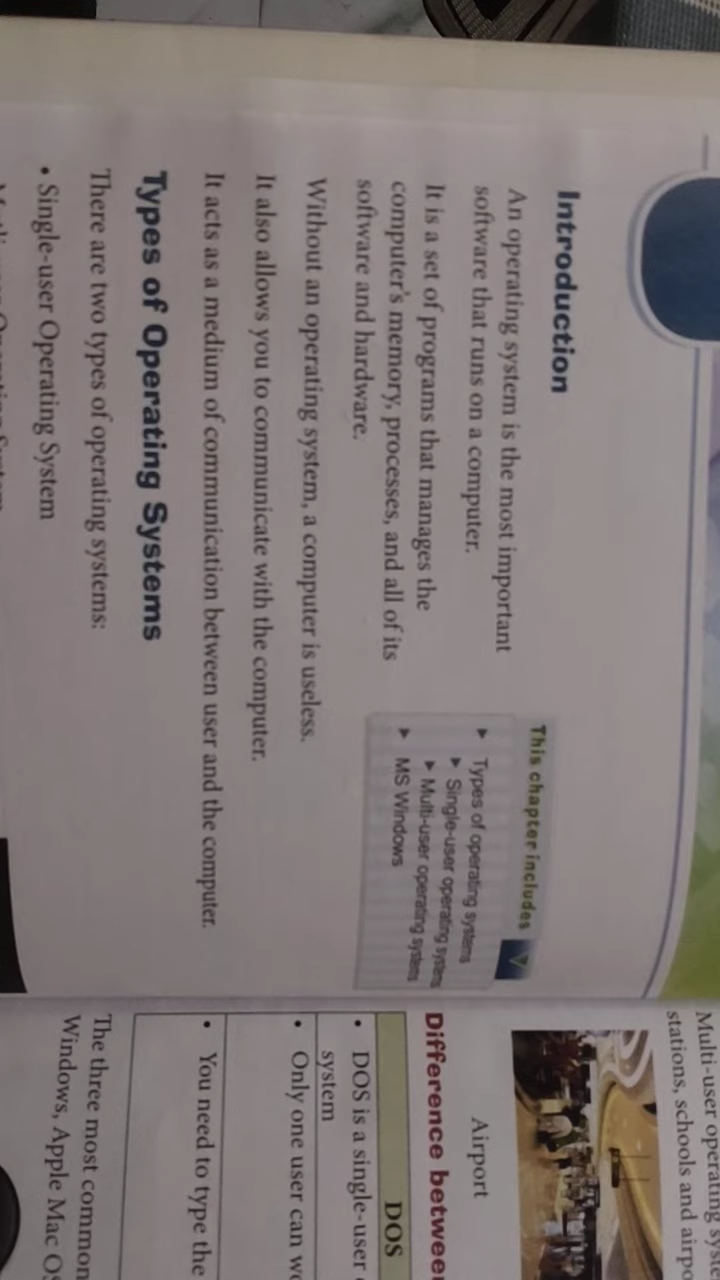 Introduction
An operating system is the most important
software that runs on a computer.
It is a set of programs that manages the
computer's memory, processes, and all of its
software and hardware.
Without an operating system, a computer is useless.
It also allows you to communicate with the computer.
It acts as a medium of communication between user and the computer.
This chapter includes
Types of operating systems
Single-user operating systems
Multi-user operating systems
MS Windows
Types of Operating Systems
There are two types of operating systems:
• Single-user Operating System
Multi-user operating
stations, schools and
Airport
Difference
DOS
• DOS is a single-user
system
• Only one user can
• You need to type the
The three most common
Windows, Apple Mac